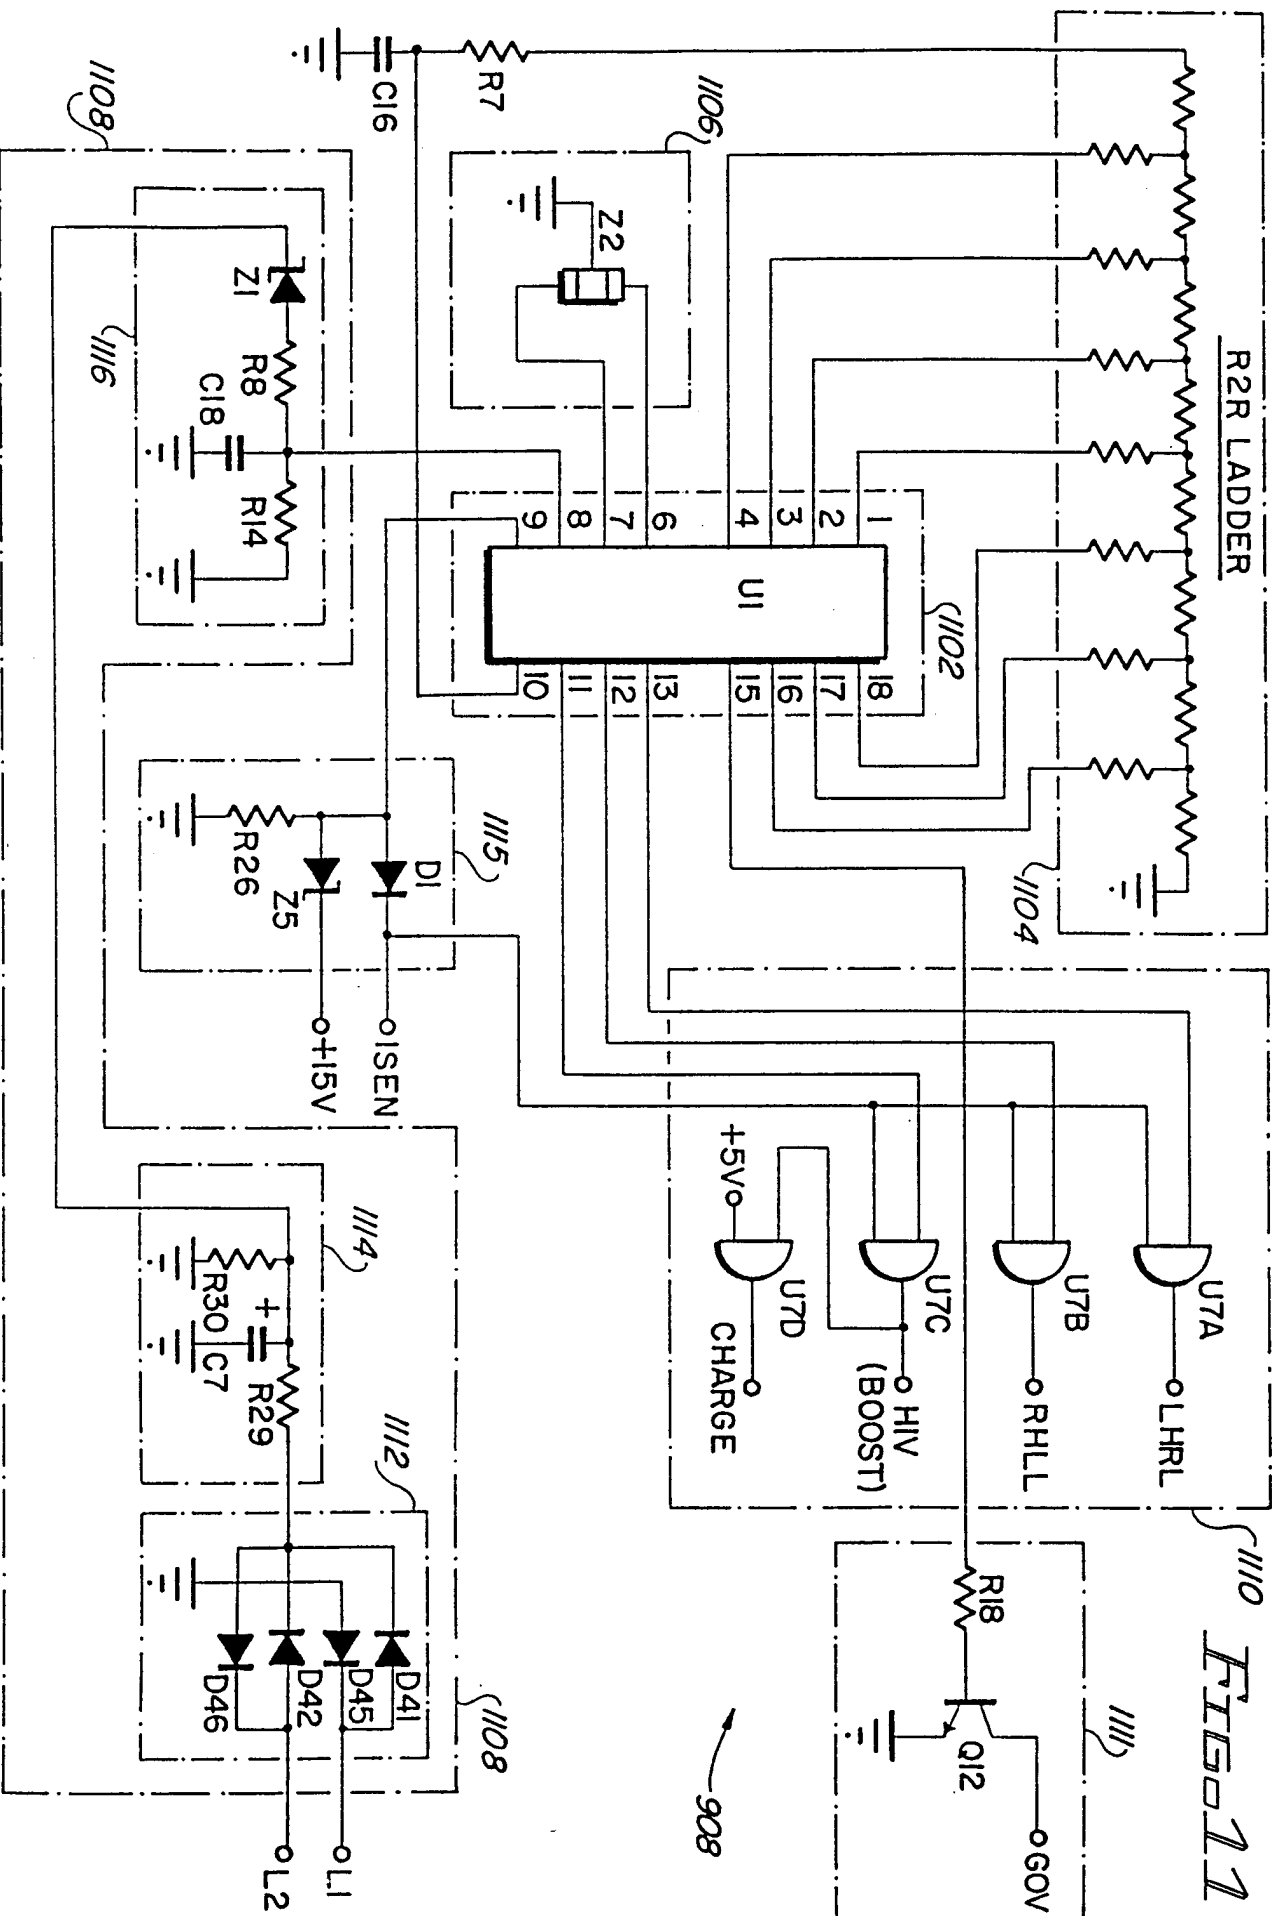 FIG.11
R2R LADDER
1104
R7
C16
1106
Z2
1102
U1
1
2
3
4
6
7
8
9
18
17
16
15
13
12
11
10
1110
U7A
LHRL
U7B
RHLL
U7C
HIV
(BOOST)
U7D
+5V
CHARGE
1111
R18
Q12
GOV
908
1108
1116
Z1
R8
C18
R14
1115
D1
ISEN
Z5
+15V
R26
1114
R30
+
C7
R29
1112
D41
D45
D42
D46
1108
L1
L2